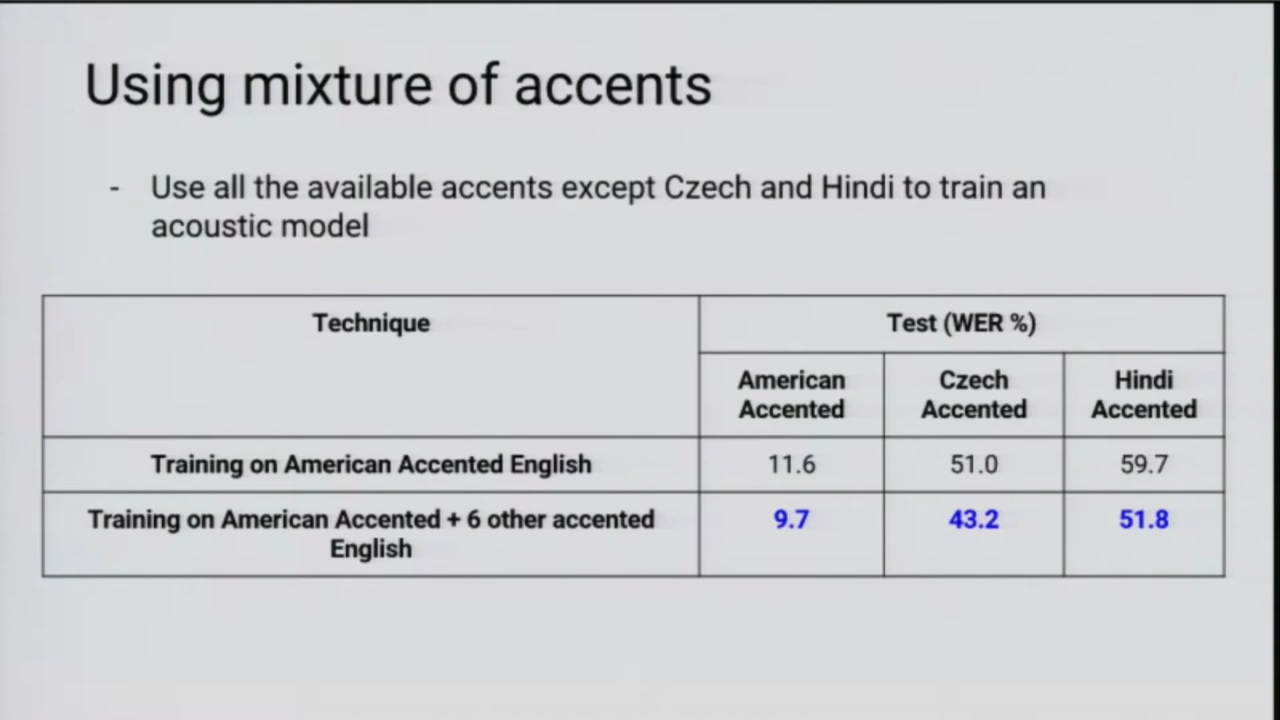 Using mixture of accents
- Use all the available accents except Czech and Hindi to train an
acoustic model
Technique
Test (WER %)
American
Accented
Czech
Accented
Hindi
Accented
Training on American Accented English
11.6
51.0
59.7
Training on American Accented + 6 other accented
English
9.7
43.2
51.8